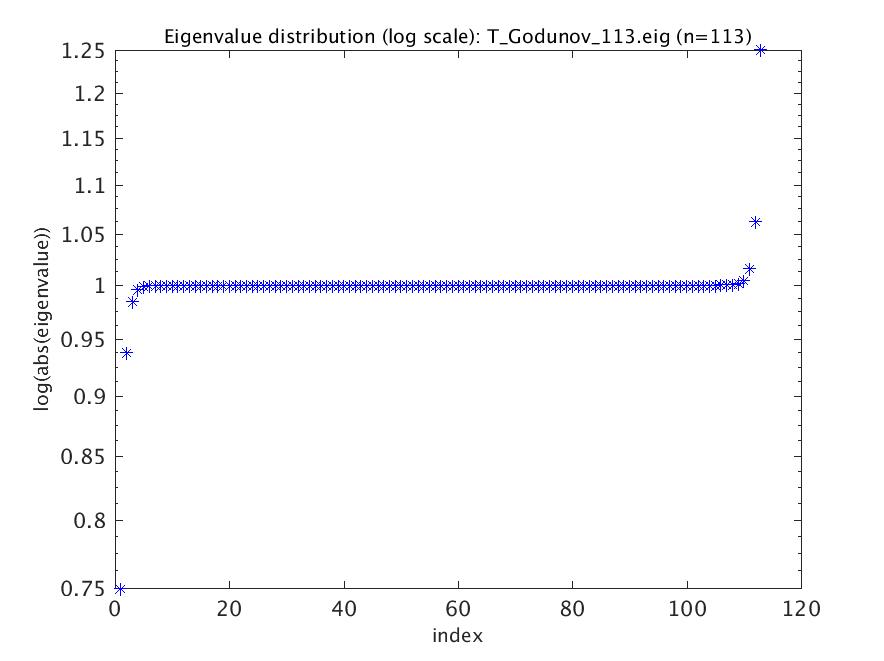 Eigenvalue distribution (log scale): T_Godunov_113.eig (n=113)
log(abs(eigenvalue))
1.25
1.2
1.15
1.1
1.05
1
0.95
0.9
0.85
0.8
0.75
0 20 40 60 80 100 120
index